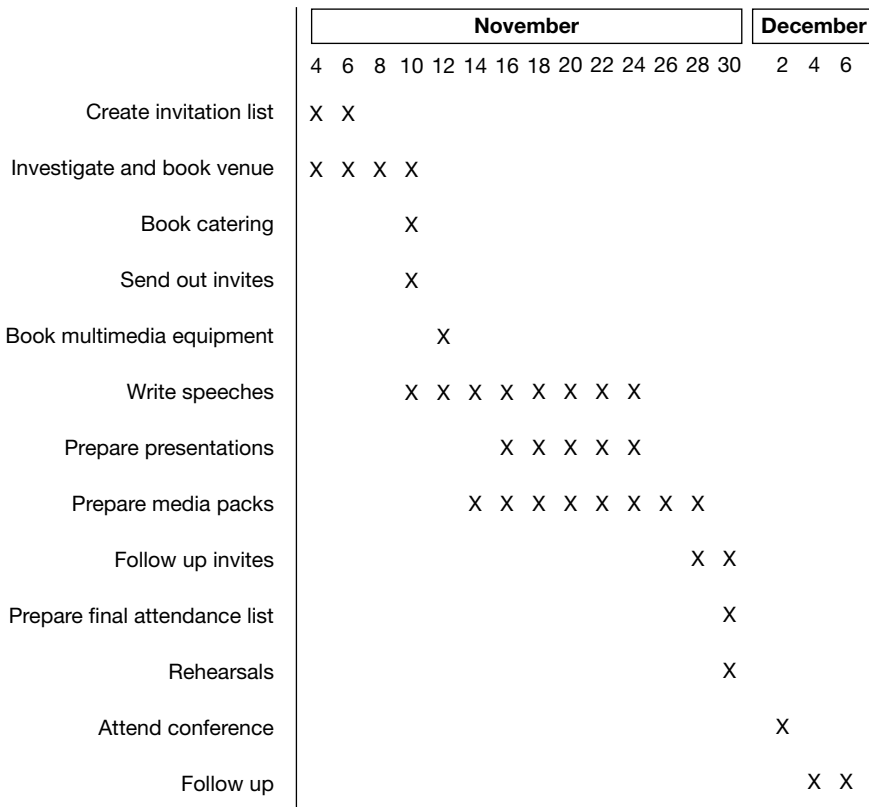 November December
4 6 8 10 12 14 16 18 20 22 24 26 28 30 2 4 6
Create invitation list X X
Investigate and book venue X X X X
Book catering X
Send out invites X
Book multimedia equipment X
Write speeches X X X X X X X X
Prepare presentations X X X X X
Prepare media packs X X X X X X X X
Follow up invites X X
Prepare final attendance list X
Rehearsals X
Attend conference X
Follow up X X